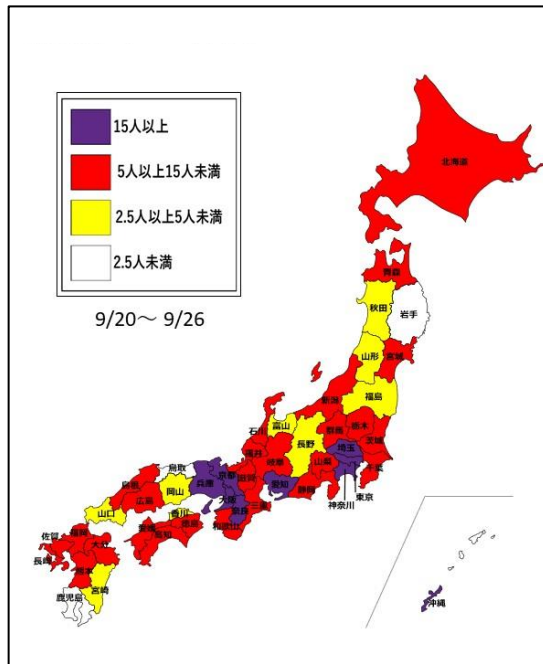 15人以上
5人以上15人未満
2.5人以上5人未満
2.5人未満
9/20～ 9/26
北海道
青森
秋田
岩手
山形
宮城
福島
新潟
富山
石川
長野
群馬
栃木
茨城
埼玉
福井
岐阜
山梨
千葉
東京
神奈川
静岡
愛知
滋賀
京都
兵庫
大阪
奈良
三重
和歌山
鳥取
岡山
島根
広島
山口
香川
徳島
愛媛
高知
福岡
佐賀
大分
長崎
熊本
宮崎
鹿児島
沖縄